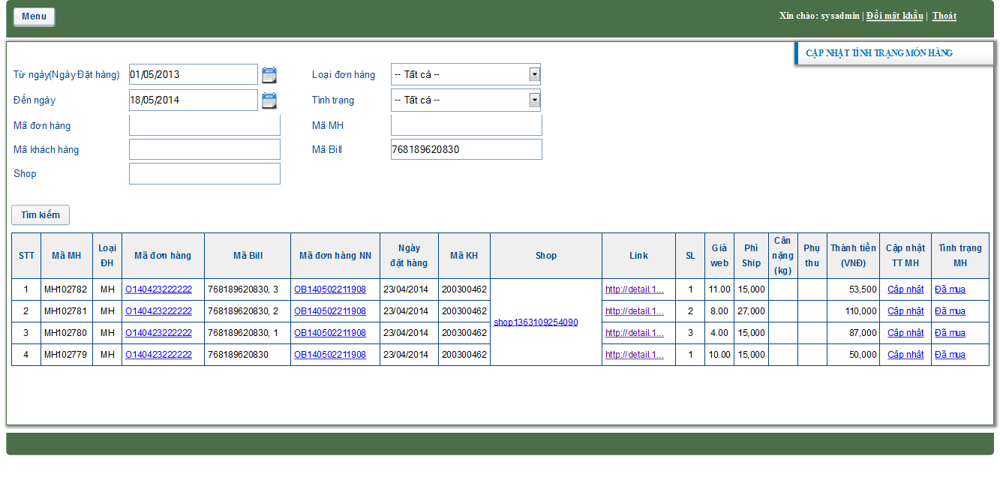 Menu
Xin chào: sysadmin | Đổi mật khẩu | Thoát
CẬP NHẬT TÌNH TRẠNG MÓN HÀNG
Từ ngày(Ngày Đặt hàng) 01/05/2013 Loại đơn hàng -- Tất cả --
Đến ngày 18/05/2014 Tình trạng -- Tất cả --
Mã đơn hàng Mã MH
Mã khách hàng Mã Bill 768189620830
Shop
Tìm kiếm
STT Mã MH Loại ĐH Mã đơn hàng Mã Bill Mã đơn hàng NN Ngày đặt hàng Mã KH Shop Link SL Giá web Phí Ship Cân nặng (kg) Phụ thu Thành tiền (VNĐ) Cập nhật TT MH Tình trạng MH
1 MH102782 MH O140423222222 768189620830, 3 OB140502211908 23/04/2014 200300462 http://detail.1... 1 11.00 15,000 53,500 Cập nhật Đã mua
2 MH102781 MH O140423222222 768189620830, 2 OB140502211908 23/04/2014 200300462 http://detail.1... 2 8.00 27,000 110,000 Cập nhật Đã mua
shop1363109254090
3 MH102780 MH O140423222222 768189620830, 1 OB140502211908 23/04/2014 200300462 http://detail.1... 3 4.00 15,000 87,000 Cập nhật Đã mua
4 MH102779 MH O140423222222 768189620830 OB140502211908 23/04/2014 200300462 http://detail.1... 1 10.00 15,000 50,000 Cập nhật Đã mua